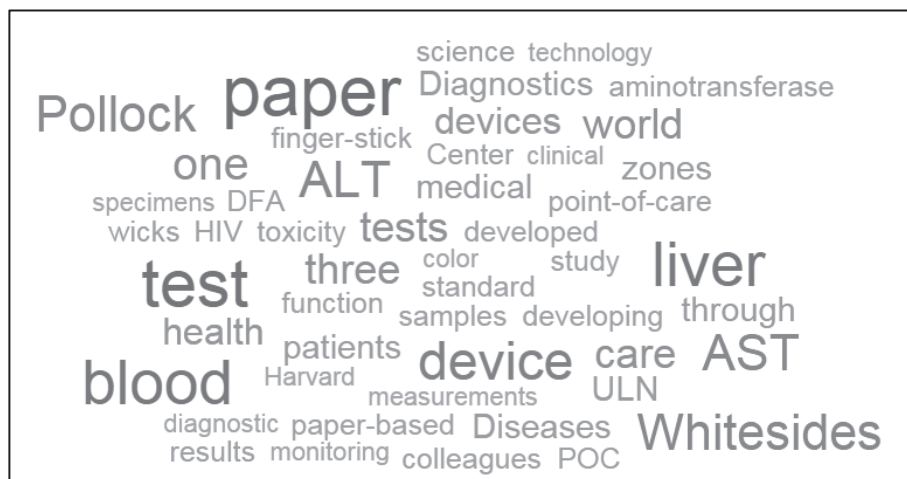 science technology
paper Diagnostics aminotransferase
Pollock devices world
finger-stick Center clinical
one ALT medical zones
specimens DFA point-of-care
wicks HIV toxicity tests developed
test three color study liver
function standard
health samples developing through
patients device care AST
blood Harvard measurements ULN
diagnostic paper-based Diseases Whitesides
results monitoring colleagues POC